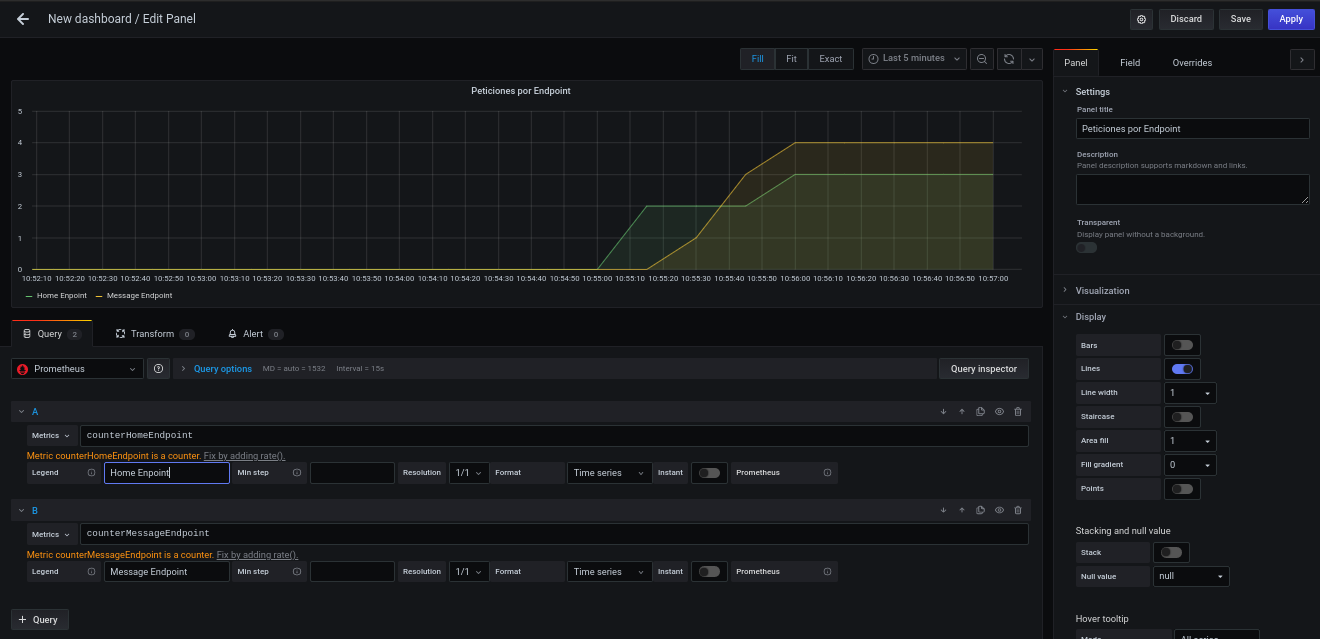 New dashboard / Edit Panel
Discard
Save
Apply
Fill
Fit
Exact
Last 5 minutes
Panel
Field
Overrides
Peticiones por Endpoint
5
4
3
2
1
0
10:52:10 10:52:20 10:52:30 10:52:40 10:52:50 10:53:00 10:53:10 10:53:20 10:53:30 10:53:40 10:53:50 10:54:00 10:54:10 10:54:20 10:54:30 10:54:40 10:54:50 10:55:00 10:55:10 10:55:20 10:55:30 10:55:40 10:55:50 10:56:00 10:56:10 10:56:20 10:56:30 10:56:40 10:56:50 10:57:00
Home Enpoint
Message Endpoint
Query 2
Transform 0
Alert 0
Prometheus
Query options
MD = auto = 1532
Interval = 15s
Query inspector
A
Metrics
counterHomeEndpoint
Metric counterHomeEndpoint is a counter. Fix by adding rate().
Legend
Home Enpoint
Min step
Resolution
1/1
Format
Time series
Instant
Prometheus
B
Metrics
counterMessageEndpoint
Metric counterMessageEndpoint is a counter. Fix by adding rate().
Legend
Message Endpoint
Min step
Resolution
1/1
Format
Time series
Instant
Prometheus
+ Query
Settings
Panel title
Peticiones por Endpoint
Description
Panel description supports markdown and links.
Transparent
Display panel without a background.
Visualization
Display
Bars
Lines
Line width
1
Staircase
Area fill
1
Fill gradient
0
Points
Stacking and null value
Stack
Null value
null
Hover tooltip
Mode
All series